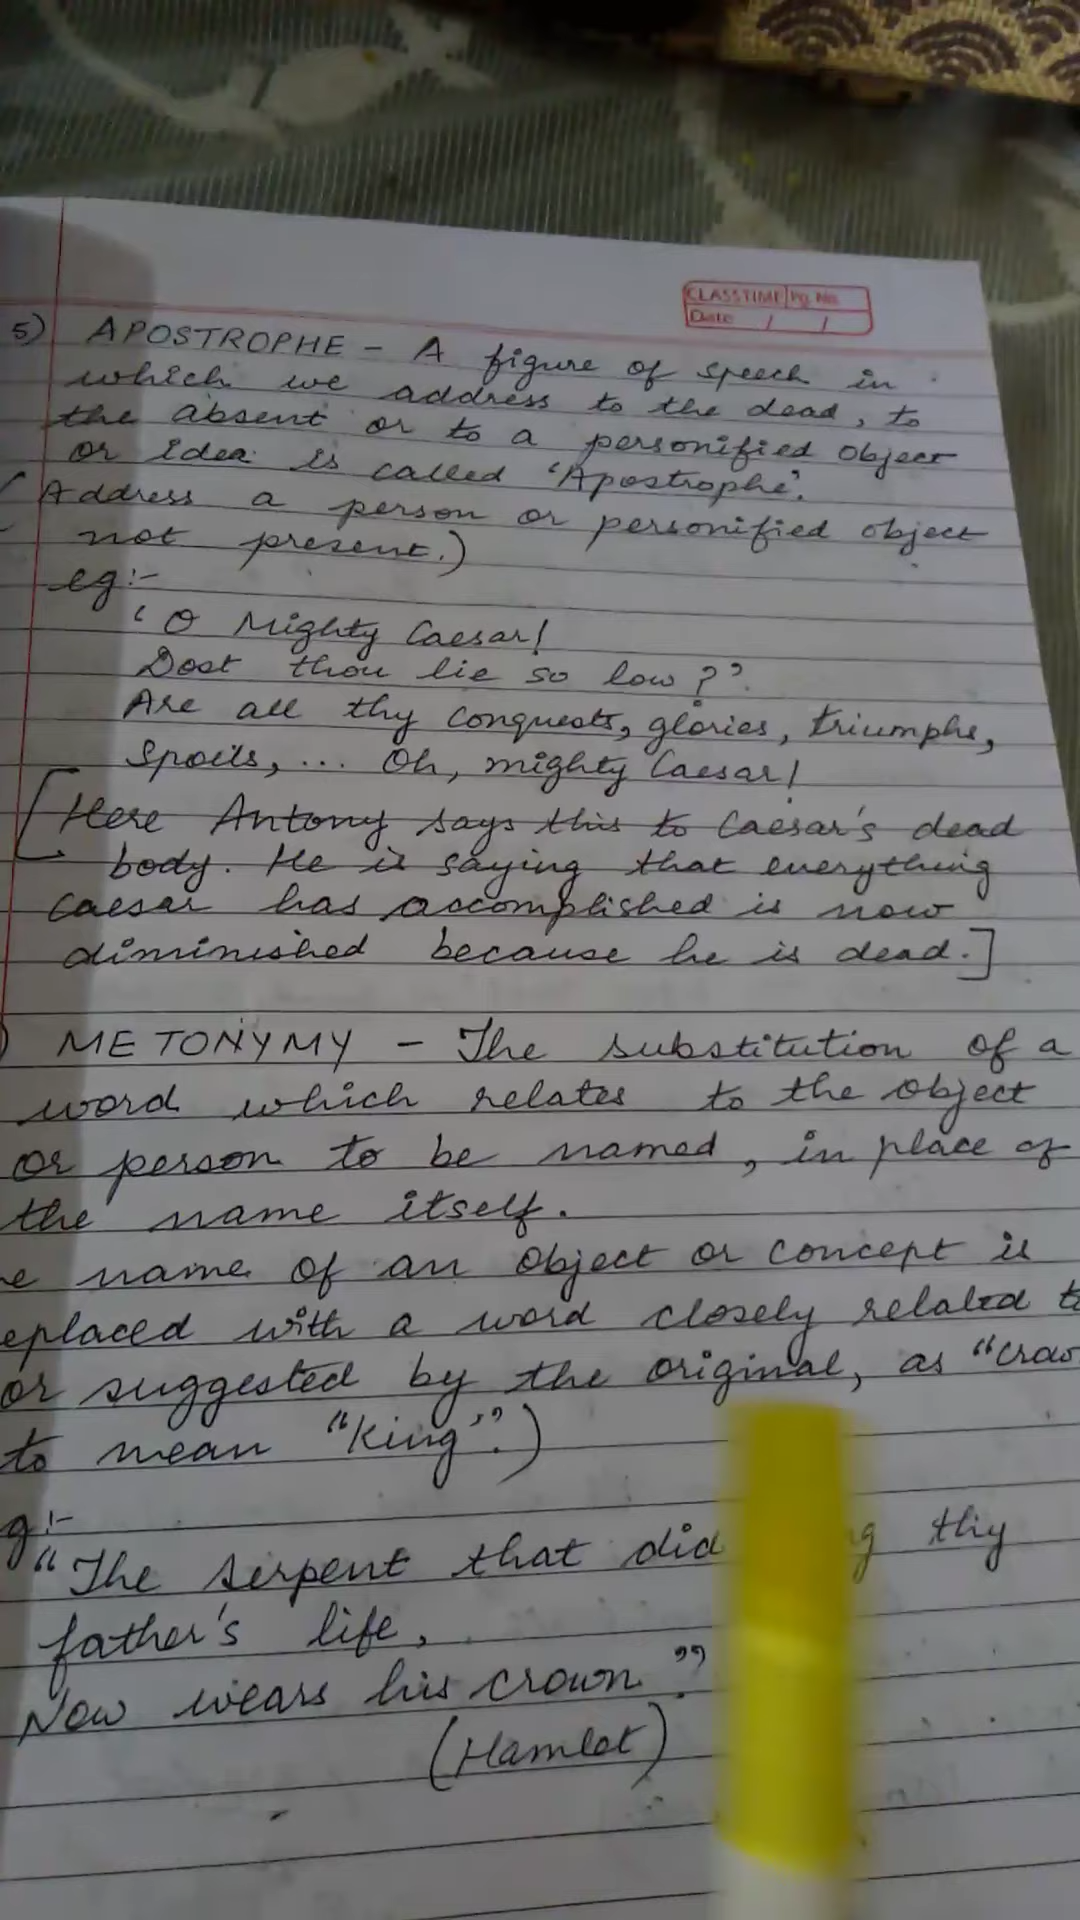 CLASSTIME Pg. No.
Date / /
5) APOSTROPHE - A figure of speech in
which we address to the dead, to
the absent or to a personified object
or idea is called 'Apostrophe'.
(Address a person or personified object
not present.)
eg:-
'O Mighty Caesar!
Dost thou lie so low?'
Are all thy conquests, glories, triumphs,
Spoils, ... Oh, mighty Caesar!
[Here Antony says this to Caesar's dead
body. He is saying that everything
Caesar has accomplished is now
diminished because he is dead.]
) METONYMY - The substitution of a
word which relates to the object
or person to be named, in place of
the name itself.
e name of an object or concept is
eplaced with a word closely related to
or suggested by the original, as "crow
to mean "king".)
g:-
"The serpent that did g thy
father's life,
Now wears his crown."
(Hamlet)